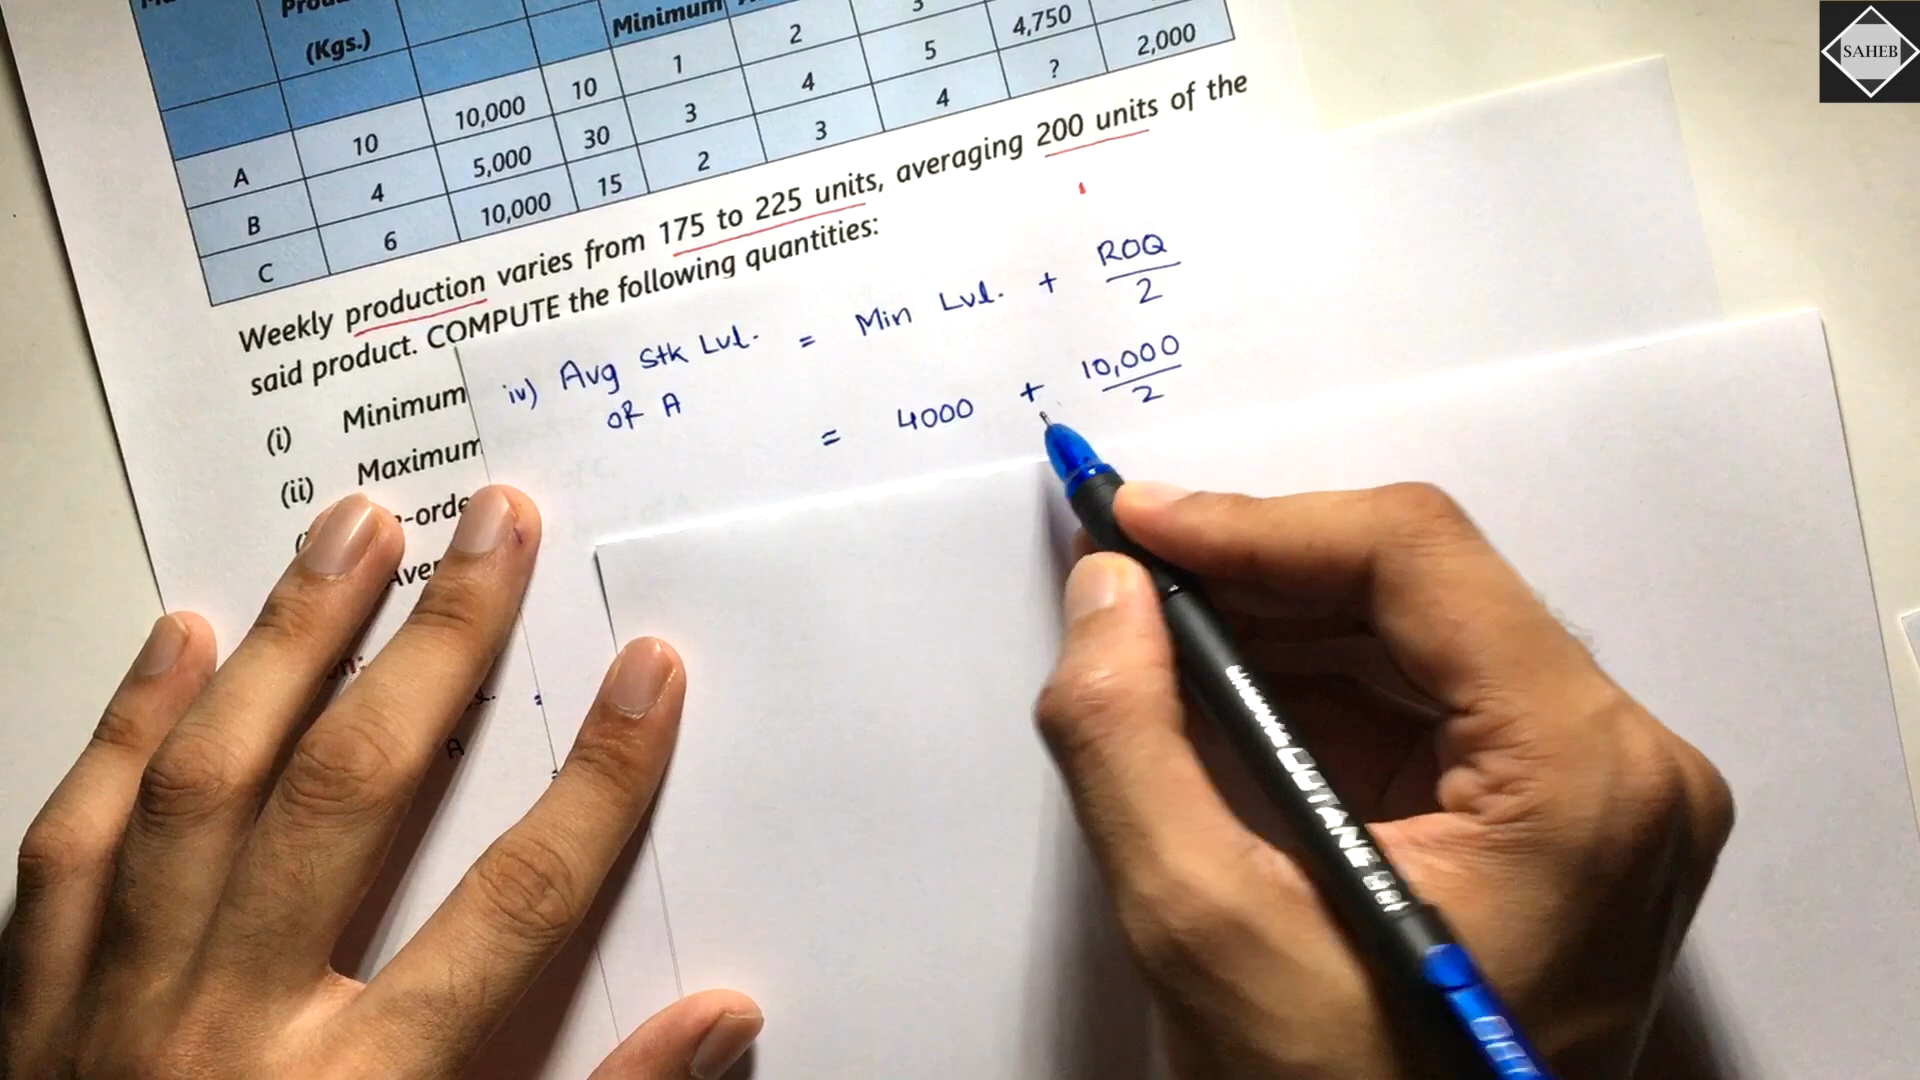 (Kgs.) Minimum
A 10 10,000 10 1 2 3 4,750
B 4 5,000 30 3 4 5 ? 2,000
C 6 10,000 15 2 3 4
Weekly production varies from 175 to 225 units, averaging 200 units of the
said product. COMPUTE the following quantities:
(i) Minimum
(ii) Maximum
iv) Avg Stk Lvl. = Min Lvl. + ROQ/2
of A
= 4000 + 10,000/2
A
SAHEB